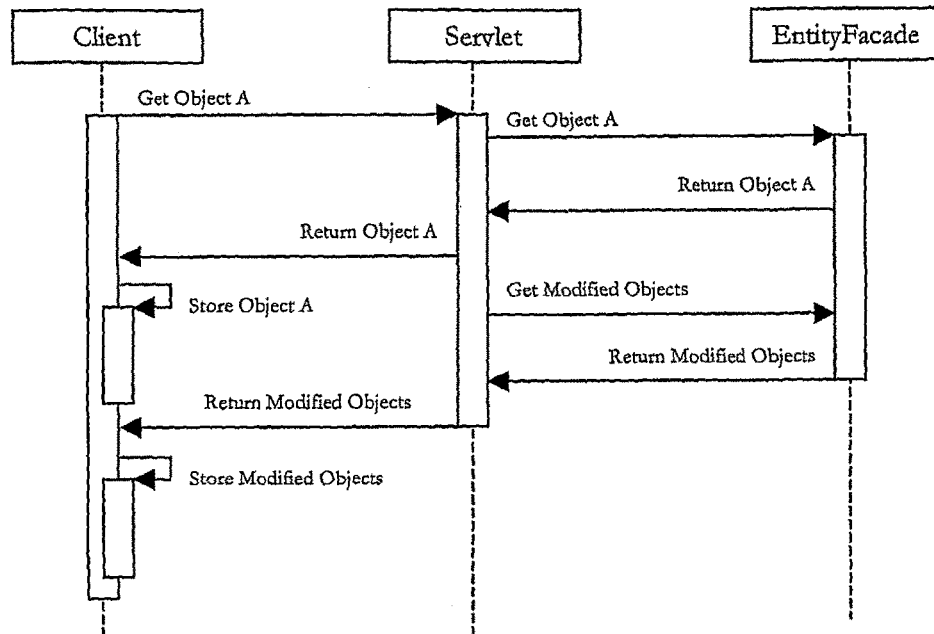 Client
Servlet
EntityFacade
Get Object A
Get Object A
Return Object A
Return Object A
Store Object A
Get Modified Objects
Return Modified Objects
Return Modified Objects
Store Modified Objects